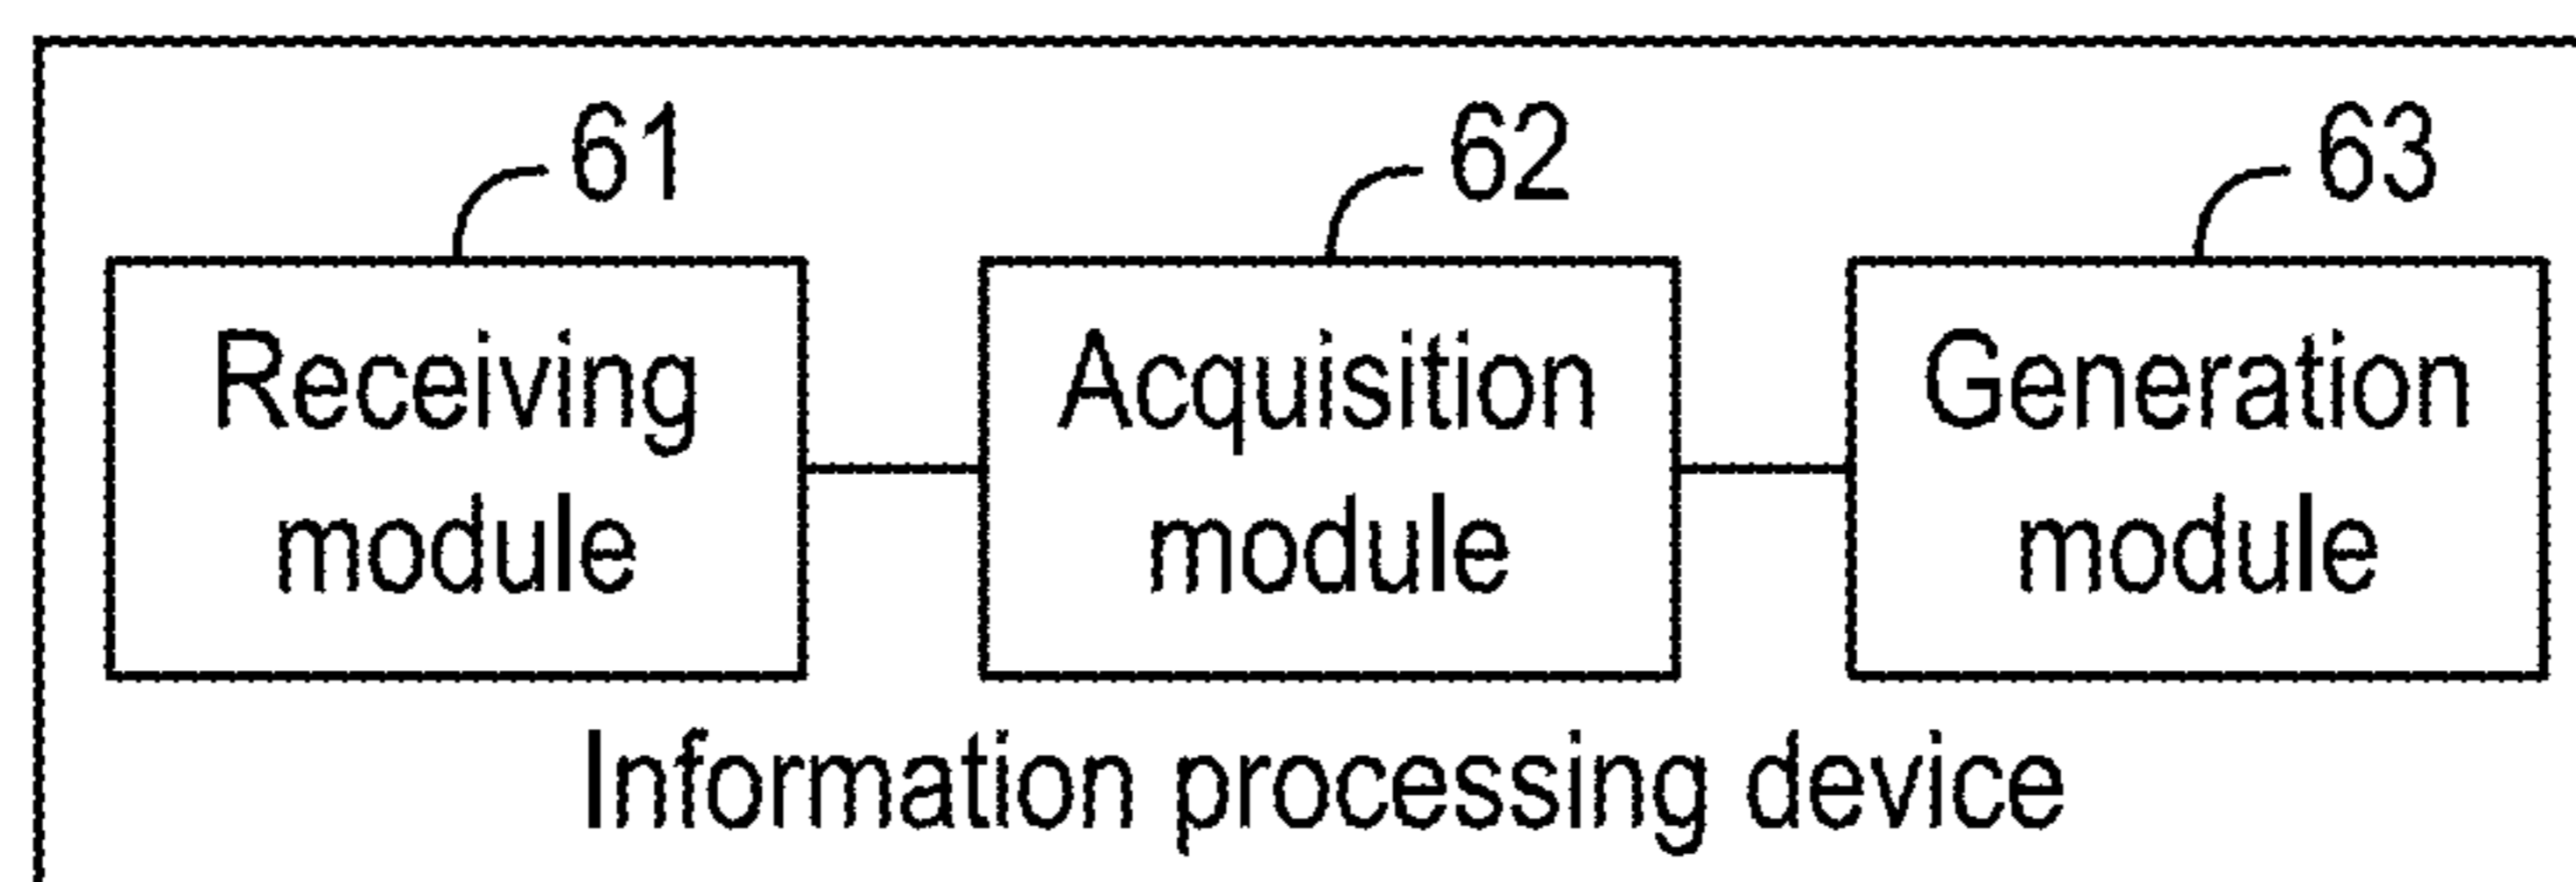 61 62 63
Receiving Acquisition Generation
module module module
Information processing device